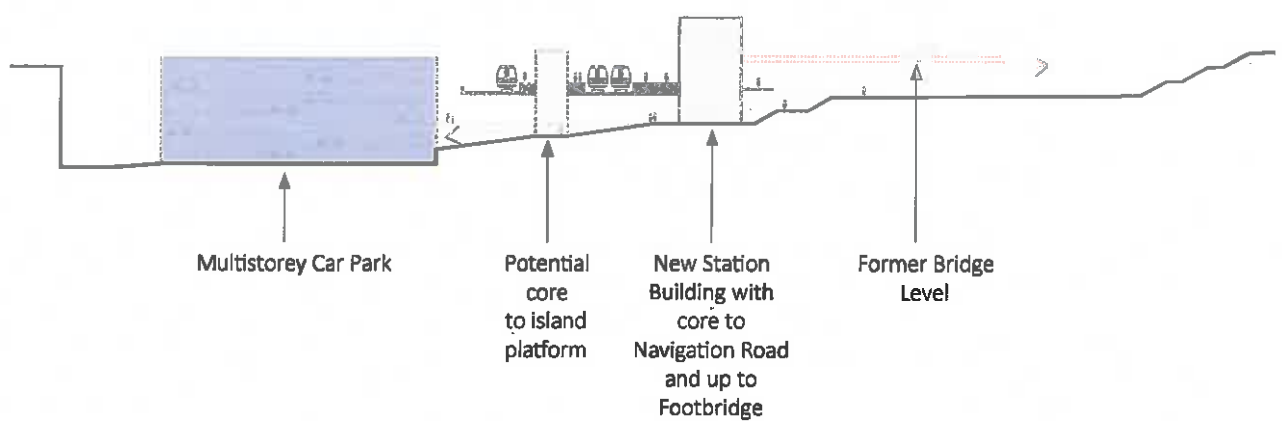 Multistorey Car Park
Potential
core
to island
platform
New Station
Building with
core to
Navigation Road
and up to
Footbridge
Former Bridge
Level